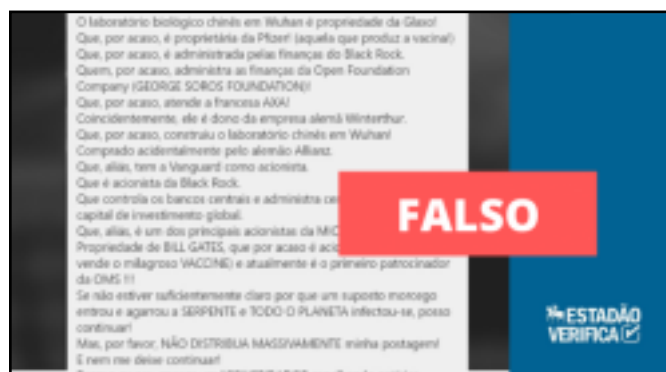 O laboratório biológico chinês em Wuhan é propriedade da Glaxo!
Que, por acaso, é proprietária da Pfizer! (aquela que produz a vacina!)
Que, por acaso, é administrada pelas finanças do Black Rock.
Quem, por acaso, administra as finanças da Open Foundation
Company (GEORGE SOROS FOUNDATION)!
Que, por acaso, atende a francesa AXA!
Coincidentemente, ele é dono da empresa alemã Winterthur.
Que, por acaso, construiu o laboratório chinês em Wuhan!
Comprado acidentalmente pelo alemão Allianz.
Que, aliás, tem a Vanguard como acionista.
Que é acionista da Black Rock.
Que controla os bancos centrais e administra
capital de investimento global.
Que, aliás, é um dos principais acionistas da
Propriedade de BILL GATES, que por acaso é
vende o milagroso VACCINE) e atualmente é o primeiro patrocinador
da OMS !!!
Se não estiver suficientemente claro por que um suposto morcego
entrou e agarrou a SERPENTE e TODO O PLANETA infectou-se, posso
continuar!
Mas, por favor, NÃO DISTRIBUA MASSIVAMENTE minha postagem!
E nem me deixe continuar!
FALSO
ESTADÃO
VERIFICA